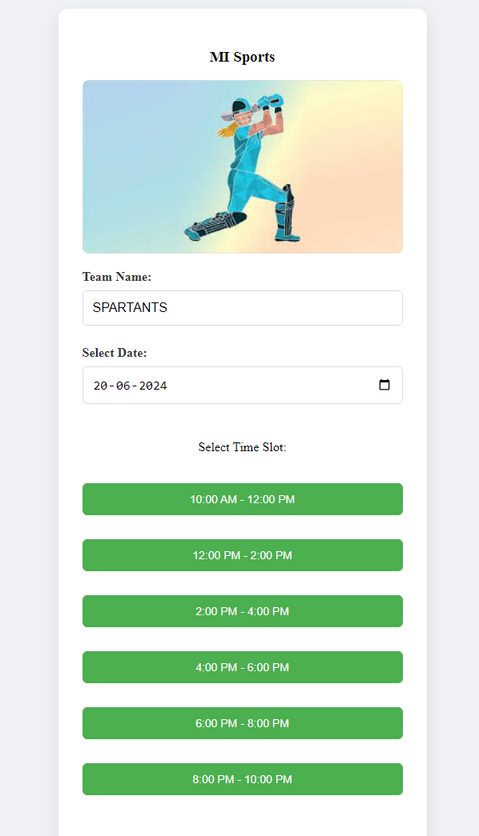 MI Sports
Team Name:
SPARTANTS
Select Date:
20-06-2024
Select Time Slot:
10:00 AM - 12:00 PM
12:00 PM - 2:00 PM
2:00 PM - 4:00 PM
4:00 PM - 6:00 PM
6:00 PM - 8:00 PM
8:00 PM - 10:00 PM